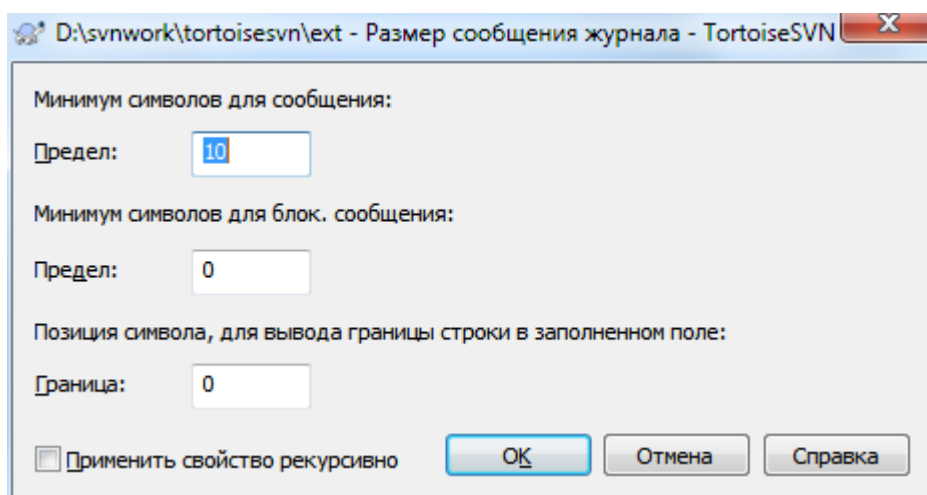 D:\svnwork\tortoisesvn\ext - Размер сообщения журнала - TortoiseSVN
Минимум символов для сообщения:
Предел: 10
Минимум символов для блок. сообщения:
Предел: 0
Позиция символа, для вывода границы строки в заполненном поле:
Граница: 0
Применить свойство рекурсивно OK Отмена Справка